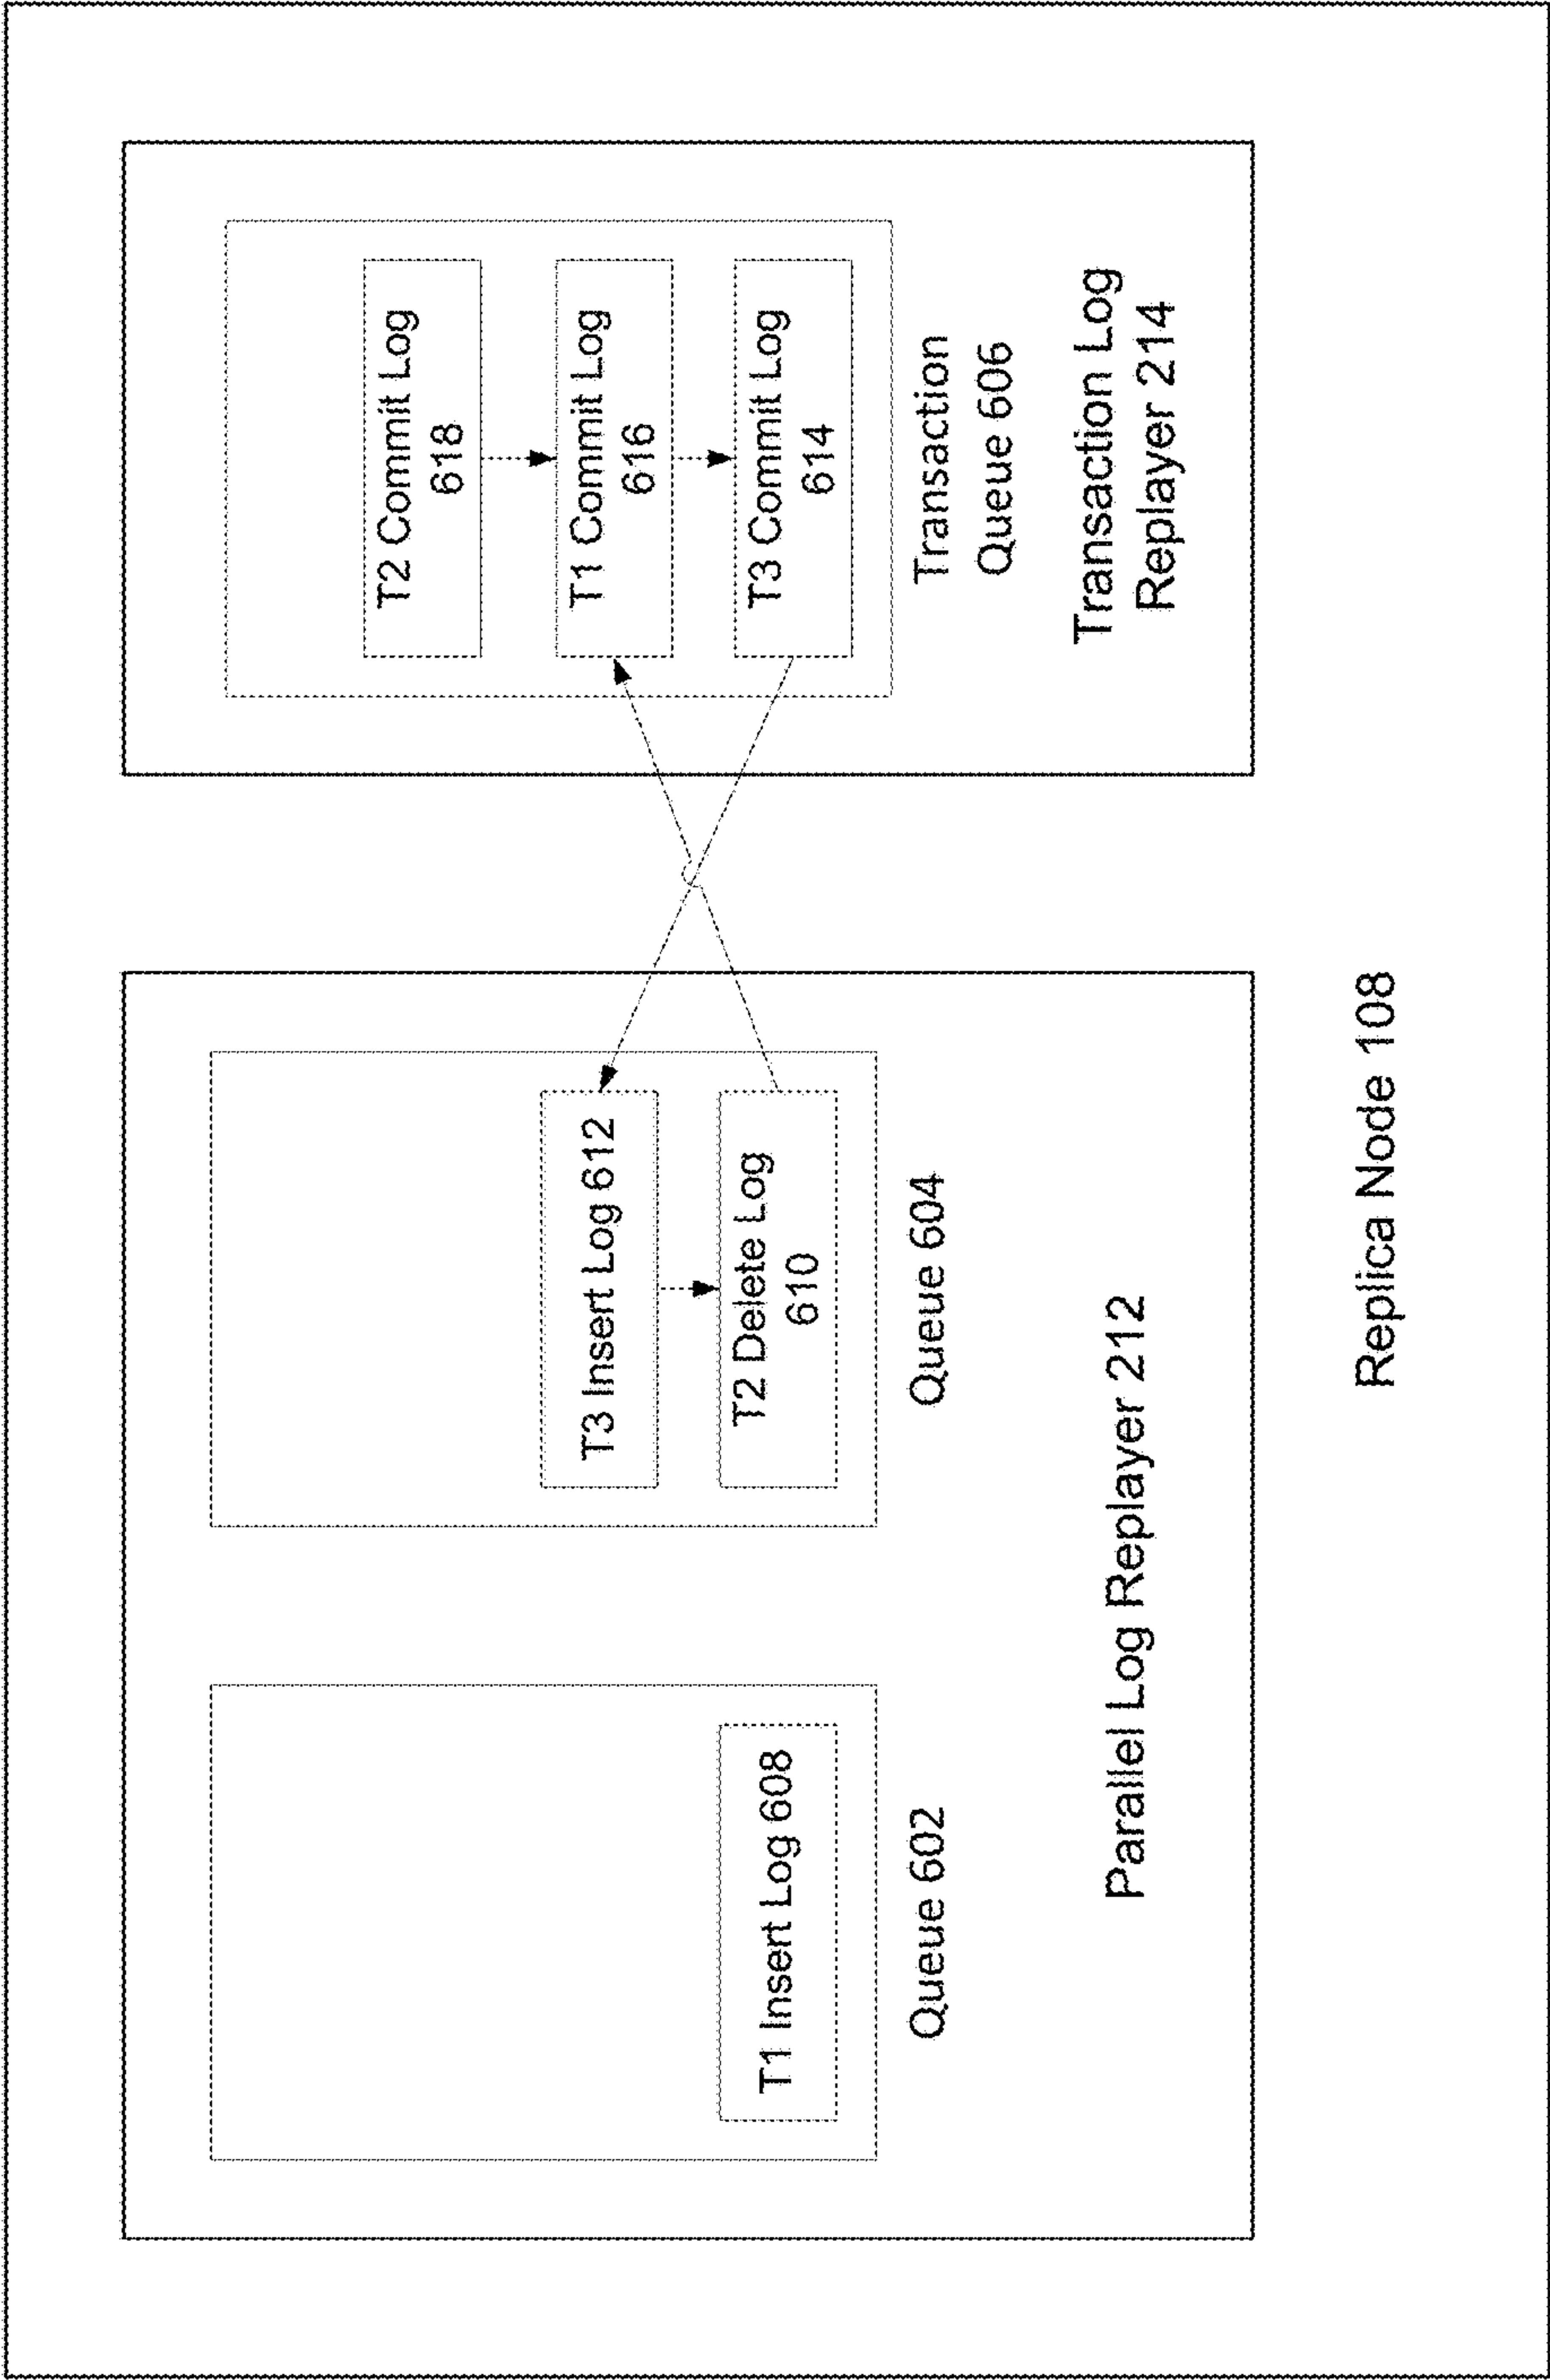 T1 Insert Log 608
Queue 602
T3 Insert Log 612
T2 Delete Log
610
Queue 604
Parallel Log Replayer 212
T2 Commit Log
618
T1 Commit Log
616
T3 Commit Log
614
Transaction
Queue 606
Transaction Log
Replayer 214
Replica Node 108